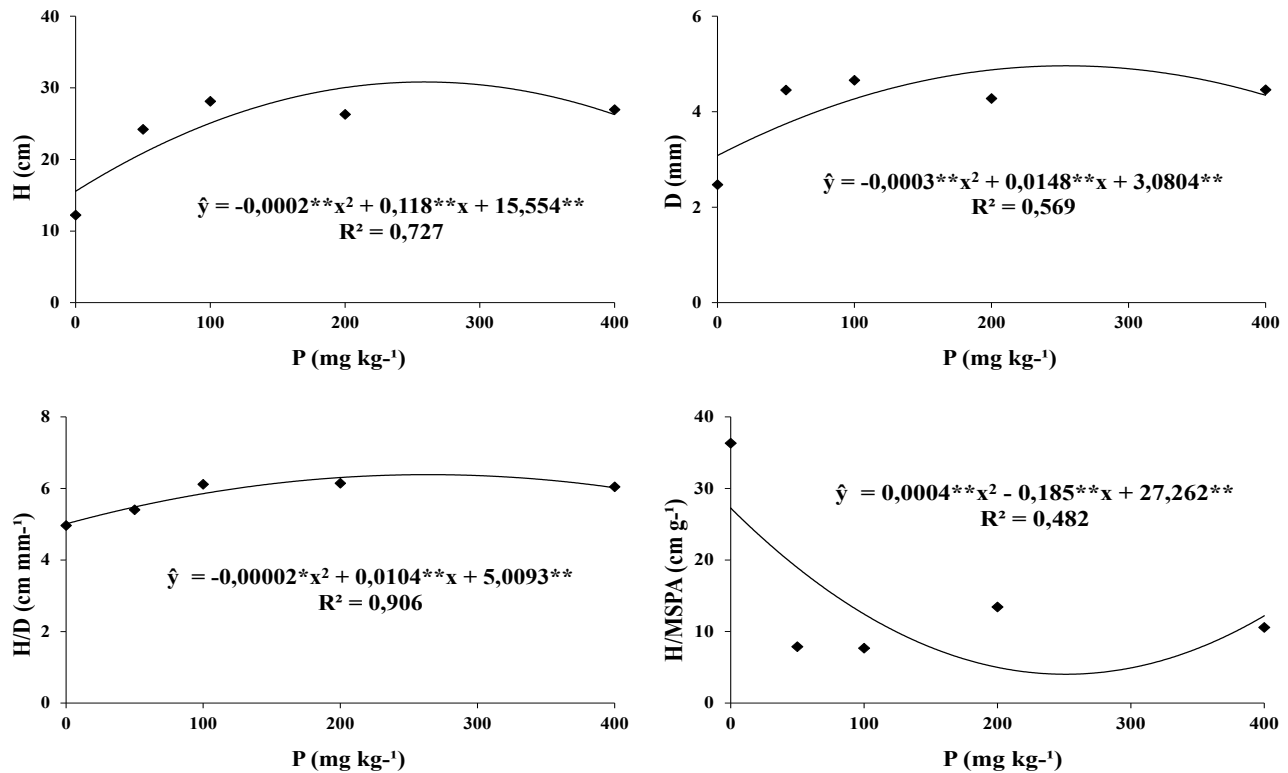 40
30
20
10
0
H (cm)
ŷ = -0,0002**x² + 0,118**x + 15,554**
R² = 0,727
0 100 200 300 400
P (mg kg-¹)
6
4
2
0
D (mm)
ŷ = -0,0003**x² + 0,0148**x + 3,0804**
R² = 0,569
0 100 200 300 400
P (mg kg-¹)
8
6
4
2
0
H/D (cm mm-¹)
ŷ = -0,00002*x² + 0,0104**x + 5,0093**
R² = 0,906
0 100 200 300 400
P (mg kg-¹)
40
30
20
10
0
H/MSPA (cm g-¹)
ŷ = 0,0004**x² - 0,185**x + 27,262**
R² = 0,482
0 100 200 300 400
P (mg kg-¹)